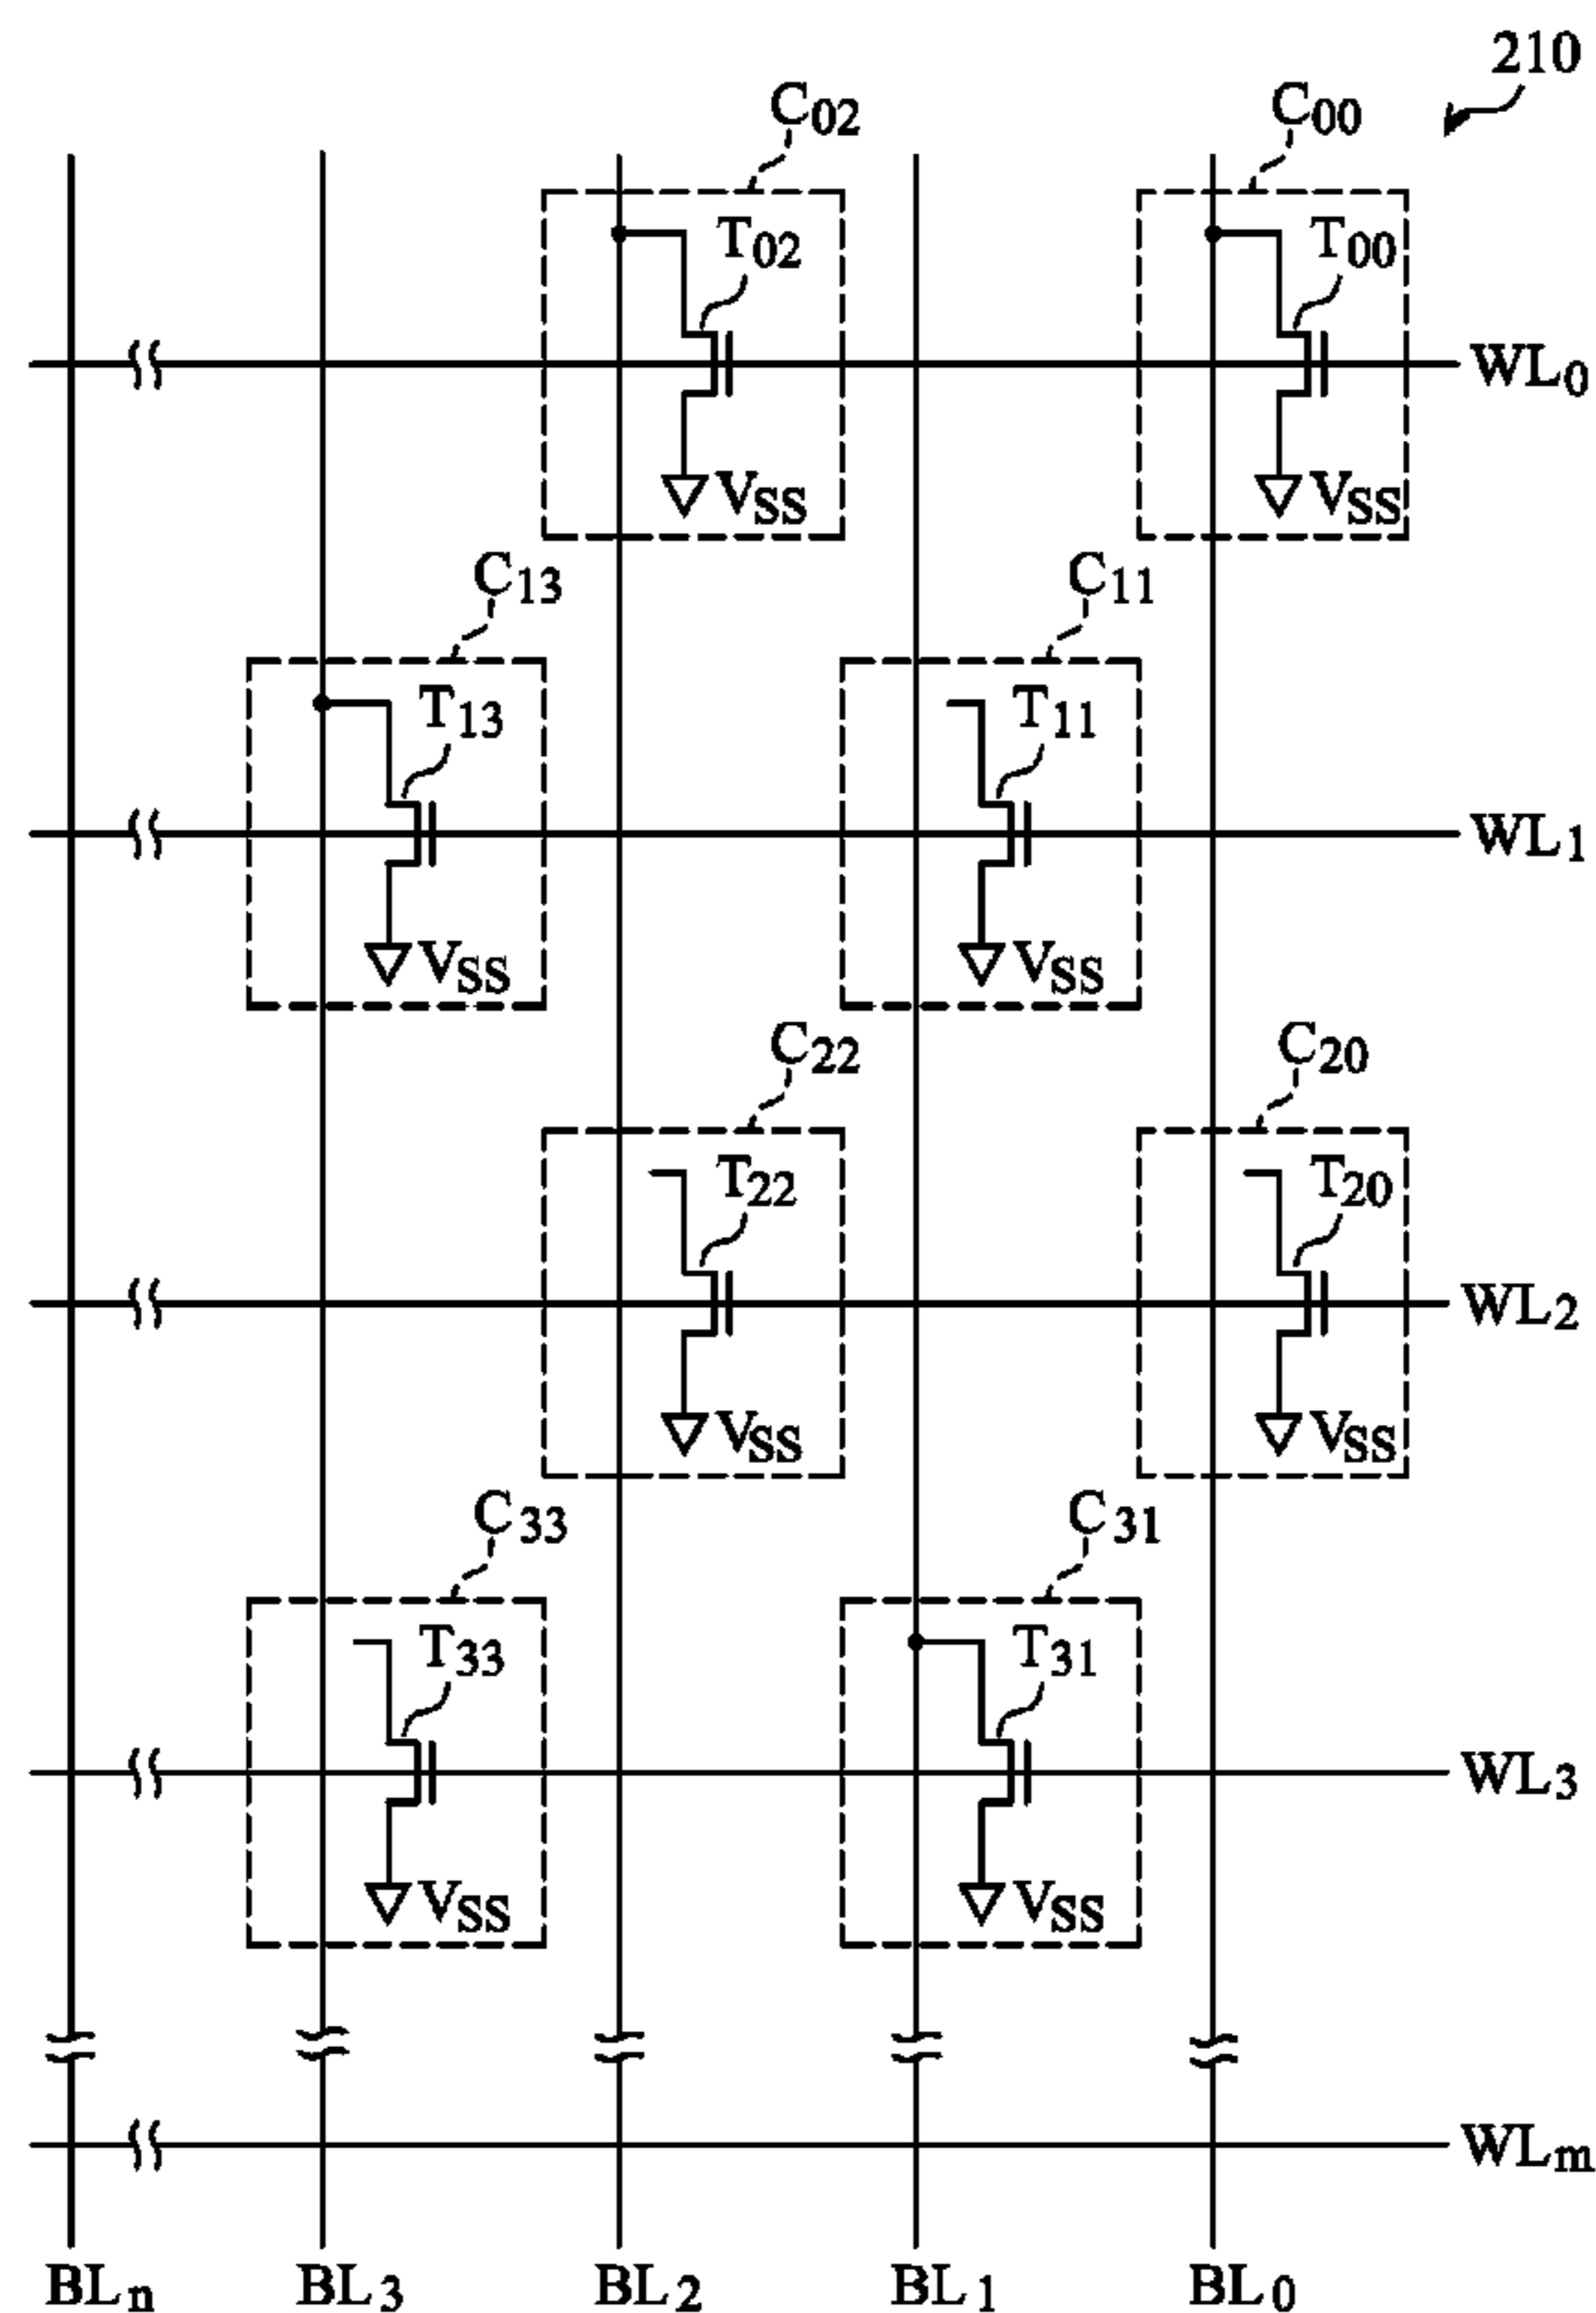 210
C02 C00
T02 T00
WL0
VSS VSS
C13 C11
T13 T11
WL1
VSS VSS
C22 C20
T22 T20
WL2
VSS VSS
C33 C31
T33 T31
WL3
VSS VSS
WLm
BLn BL3 BL2 BL1 BL0